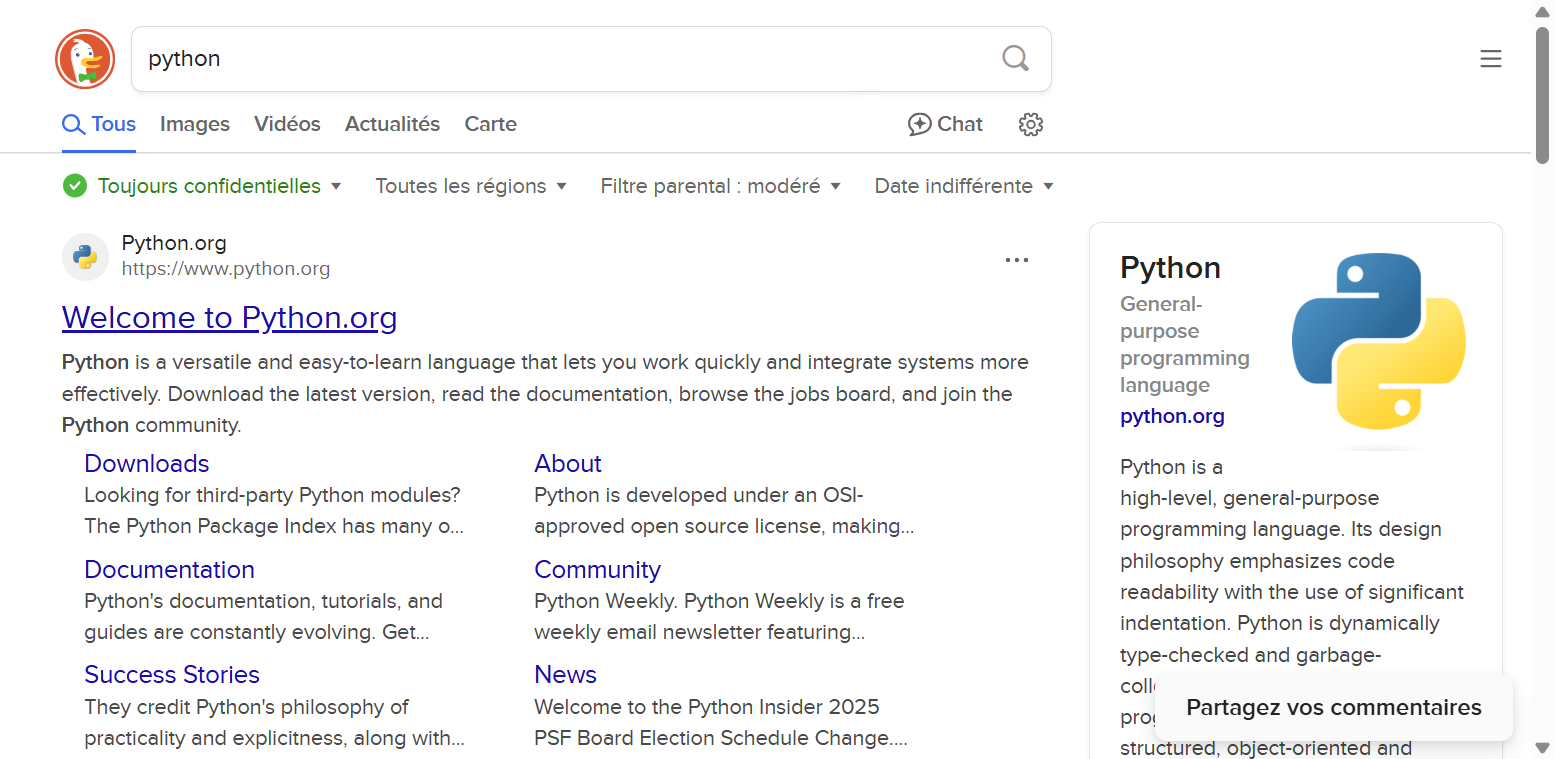 python
Tous Images Vidéos Actualités Carte Chat
Toujours confidentielles Toutes les régions Filtre parental : modéré Date indifférente
Python.org
https://www.python.org
Welcome to Python.org
Python is a versatile and easy-to-learn language that lets you work quickly and integrate systems more
effectively. Download the latest version, read the documentation, browse the jobs board, and join the
Python community.
Downloads
Looking for third-party Python modules?
The Python Package Index has many o...
About
Python is developed under an OSI-
approved open source license, making...
Documentation
Python's documentation, tutorials, and
guides are constantly evolving. Get...
Community
Python Weekly. Python Weekly is a free
weekly email newsletter featuring...
Success Stories
They credit Python's philosophy of
practicality and explicitness, along with...
News
Welcome to the Python Insider 2025
PSF Board Election Schedule Change....
Python
General-
purpose
programming
language
python.org
Python is a
high-level, general-purpose
programming language. Its design
philosophy emphasizes code
readability with the use of significant
indentation. Python is dynamically
type-checked and garbage-
structured, object-oriented and
Partagez vos commentaires